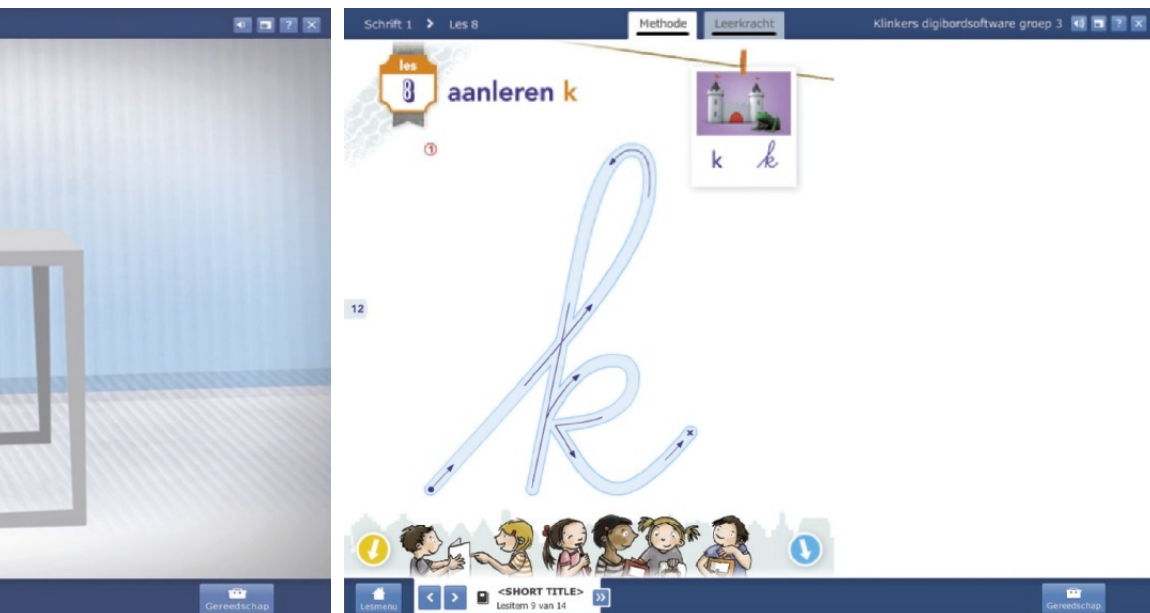 Gereedschap
Schrift 1 > Les 8
Methode
Leerkracht
Klinkers digibordsoftware groep 3
?
les
8
aanleren k
1
k k
12
Lesmenu
<SHORT TITLE>
Lesitem 9 van 14
Gereedschap